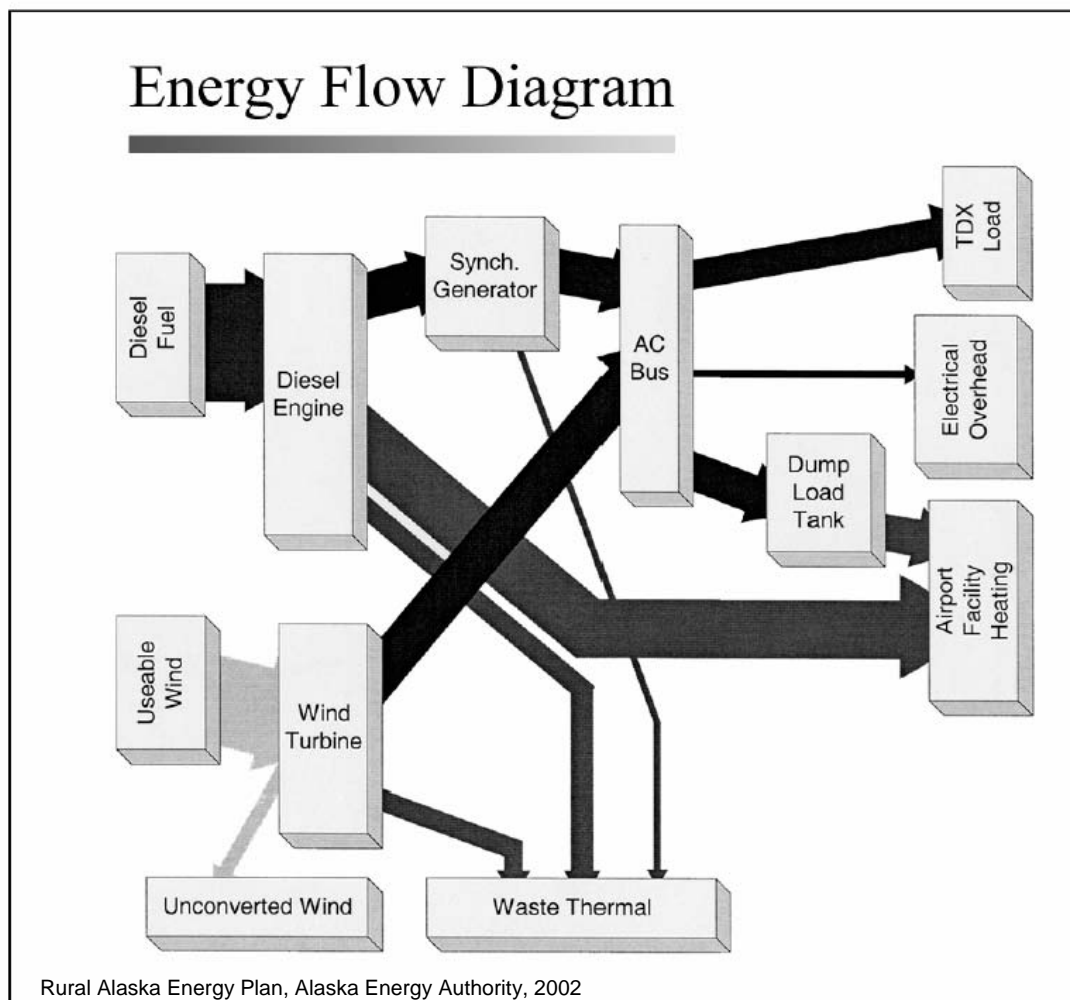 Energy Flow Diagram
TDX
Load
Synch.
Generator
Diesel
Fuel
Diesel
Engine
AC
Bus
Electrical
Overhead
Dump
Load
Tank
Airport
Facility
Heating
Useable
Wind
Wind
Turbine
Unconverted Wind
Waste Thermal
Rural Alaska Energy Plan, Alaska Energy Authority, 2002